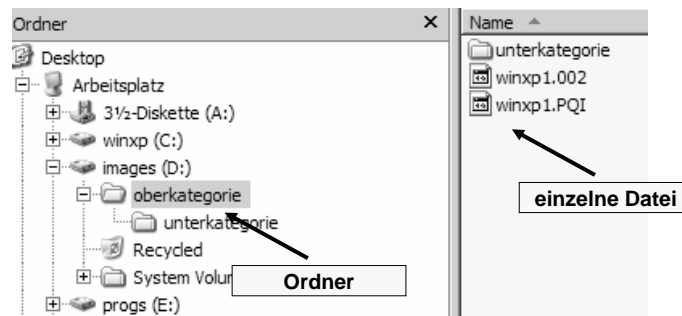 Ordner
Desktop
Arbeitsplatz
3½-Diskette (A:)
winxp (C:)
images (D:)
oberkategorie
unterkategorie
Recycled
System Volur
progs (E:)
Ordner
Name
unterkategorie
winxp1.002
winxp1.PQI
einzelne Datei